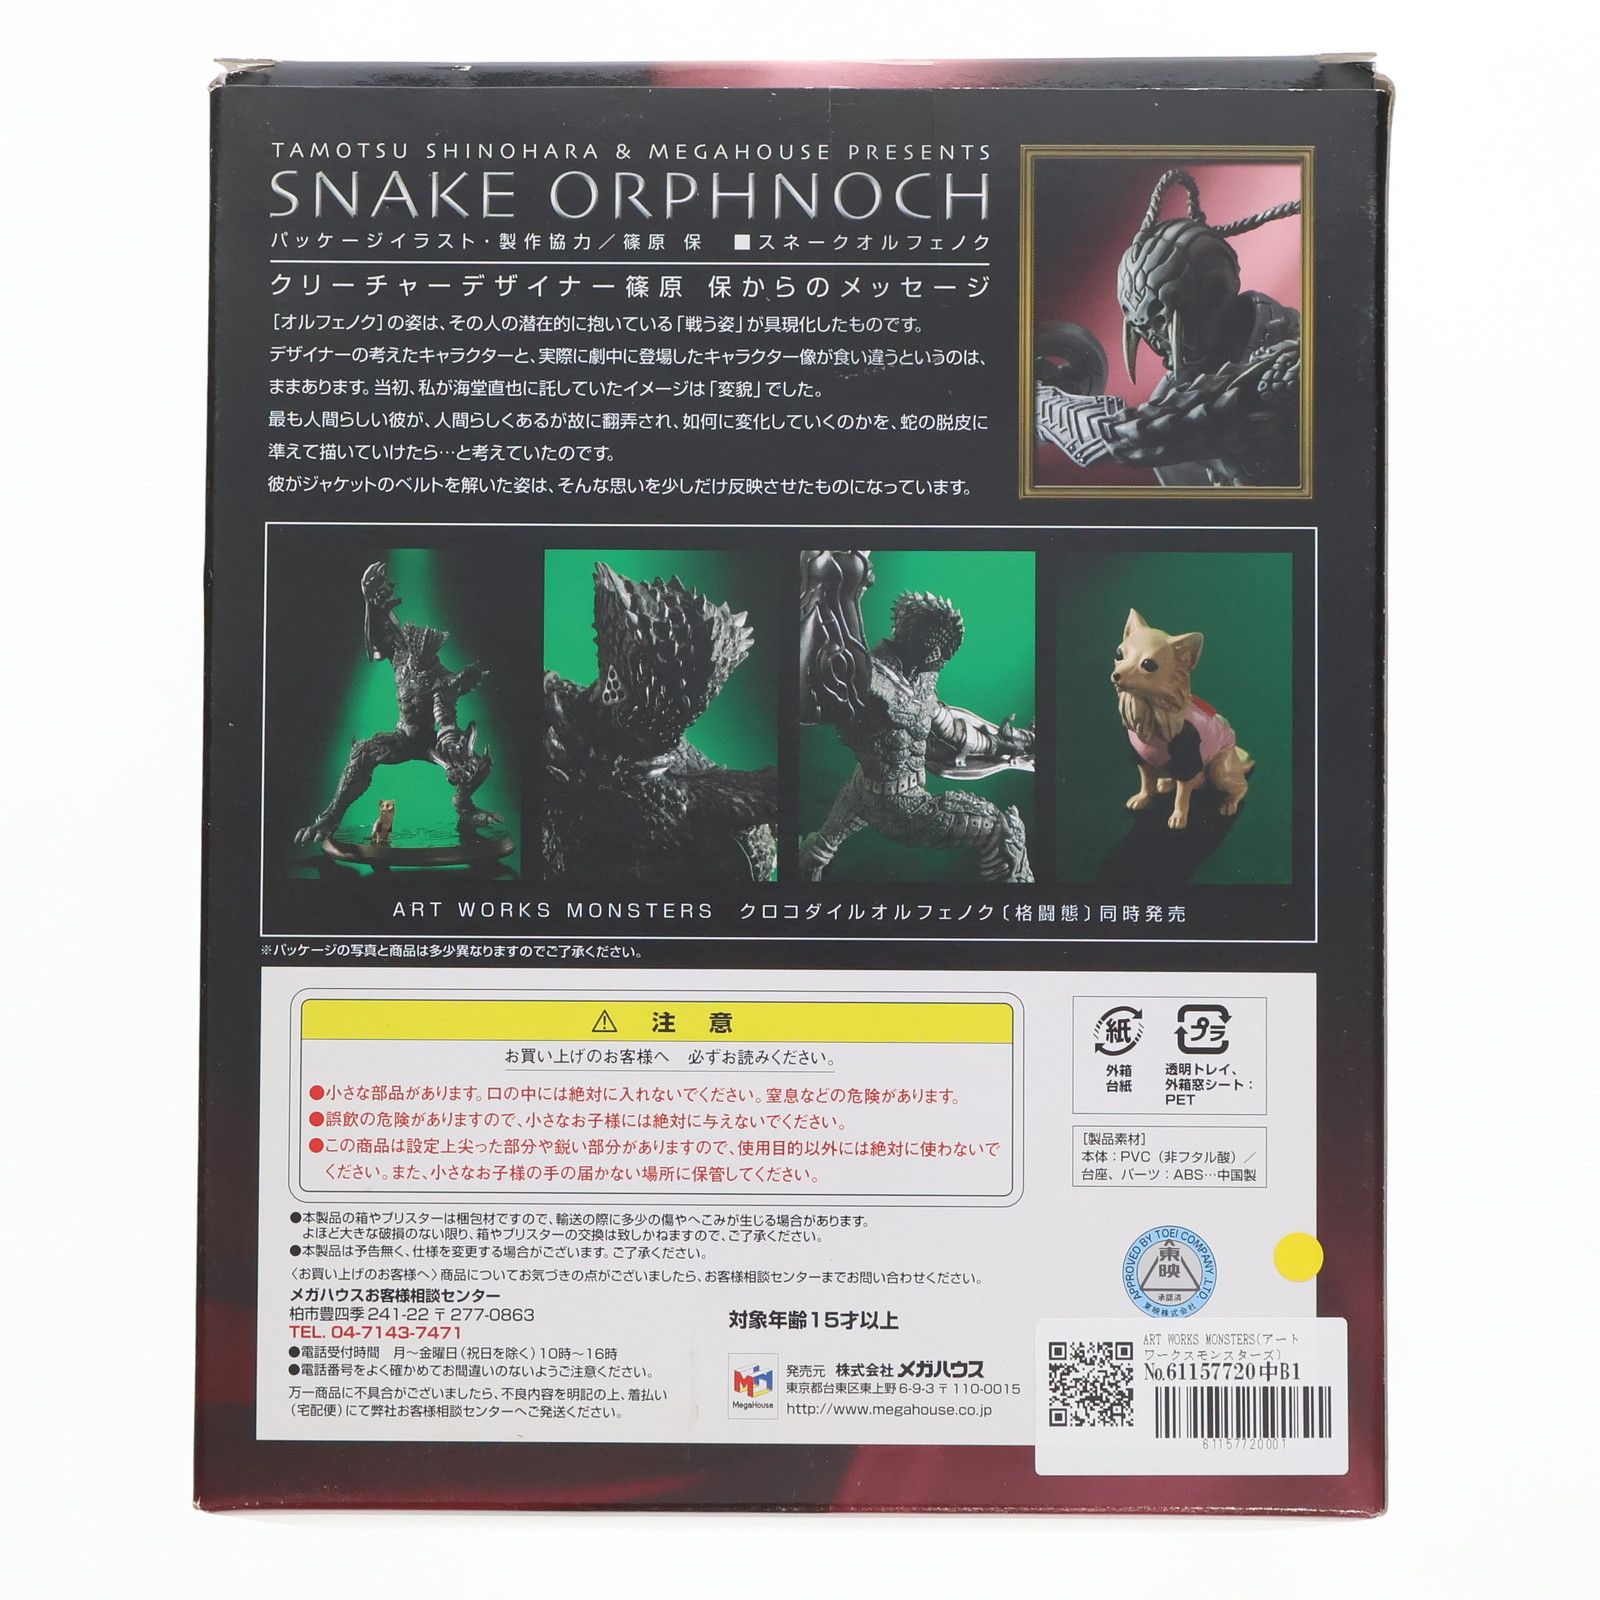 TAMOTSU SHINOHARA & MEGAHOUSE PRESENTS
SNAKE ORPHNOCH
パッケージイラスト・製作協力／篠原 保 ■スネークオルフェノク
クリーチャーデザイナー篠原 保からのメッセージ
［オルフェノク］の姿は、その人の潜在的に抱いている「戦う姿」が具現化したものです。
デザイナーの考えたキャラクターと、実際に劇中に登場したキャラクター像が食い違うというのは、
ままあります。当初、私が海堂直也に託していたイメージは「変貌」でした。
最も人間らしい彼が、人間らしくあるが故に翻弄され、如何に変化していくのかを、蛇の脱皮に
準えて描いていけたら…と考えていたのです。
彼がジャケットのベルトを解いた姿は、そんな思いを少しだけ反映させたものになっています。
ART WORKS MONSTERS クロコダイルオルフェノク〔格闘態〕同時発売
※パッケージの写真と商品は多少異なりますのでご了承ください。
⚠ 注 意
お買い上げのお客様へ 必ずお読みください。
●小さな部品があります。口の中には絶対に入れないでください。窒息などの危険があります。
●誤飲の危険がありますので、小さなお子様には絶対に与えないでください。
●この商品は設定上尖った部分や鋭い部分がありますので、使用目的以外には絶対に使わないで
ください。また、小さなお子様の手の届かない場所に保管してください。
紙
外箱
台紙
プラ
透明トレイ、
外箱窓シート：
PET
［製品素材］
本体：PVC（非フタル酸）／
台座、パーツ：ABS…中国製
●本製品の箱やブリスターは梱包材ですので、輸送の際に多少の傷やへこみが生じる場合があります。
よほど大きな破損のない限り、箱やブリスターの交換は致しかねますので、ご了承ください。
●本製品は予告無く、仕様を変更する場合がございます。ご了承ください。
〈お買い上げのお客様へ〉商品についてお気づきの点がございましたら、お客様相談センターまでお問い合わせください。
メガハウスお客様相談センター
柏市豊四季241-22 〒277-0863
TEL. 04-7143-7471
●電話受付時間 月～金曜日（祝日を除く）10時～16時
●電話番号をよく確かめてお間違いのないようご注意ください。
万一商品に不具合がございましたら、不良内容を明記の上、着払い
（宅配便）にて弊社お客様相談センターへご発送ください。
対象年齢15才以上
MegaHouse
発売元 株式会社 メガハウス
東京都台東区東上野6-9-3 〒110-0015
http://www.megahouse.co.jp
APPROVED BY TOEI COMPANY, LTD.
東映
承認済
東映株式会社
ART WORKS MONSTERS(アート
ワークスモンスターズ)
No.61157720中B1
61157720001